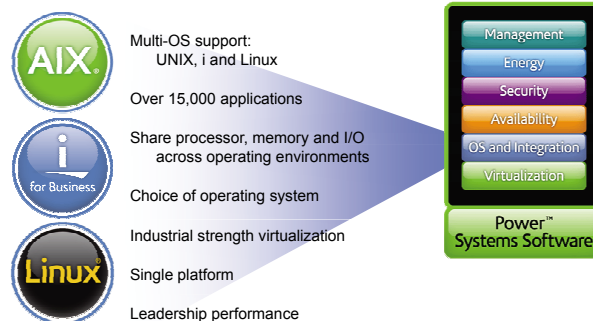 AIX®
i
for Business
Linux
Multi-OS support:
UNIX, i and Linux
Over 15,000 applications
Share processor, memory and I/O
across operating environments
Choice of operating system
Industrial strength virtualization
Single platform
Leadership performance
Management
Energy
Security
Availability
OS and Integration
Virtualization
Power™
Systems Software